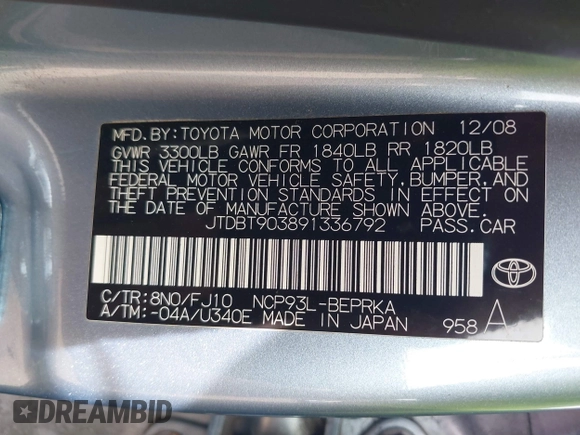 MFD.BY:TOYOTA MOTOR CORPORATION 12/08
GVWR 3300LB GAWR FR 1840LB RR 1820LB
THIS VEHICLE CONFORMS TO ALL APPLICABLE
FEDERAL MOTOR VEHICLE SAFETY,BUMPER,AND
THEFT PREVENTION STANDARDS IN EFFECT ON
THE DATE OF MANUFACTURE SHOWN ABOVE.
JTDBT903891336792 PASS.CAR
C/TR:8N0/FJ10 NCP93L-BEPRKA
A/TM:-04A/U340E MADE IN JAPAN 958 A
DREAMBID